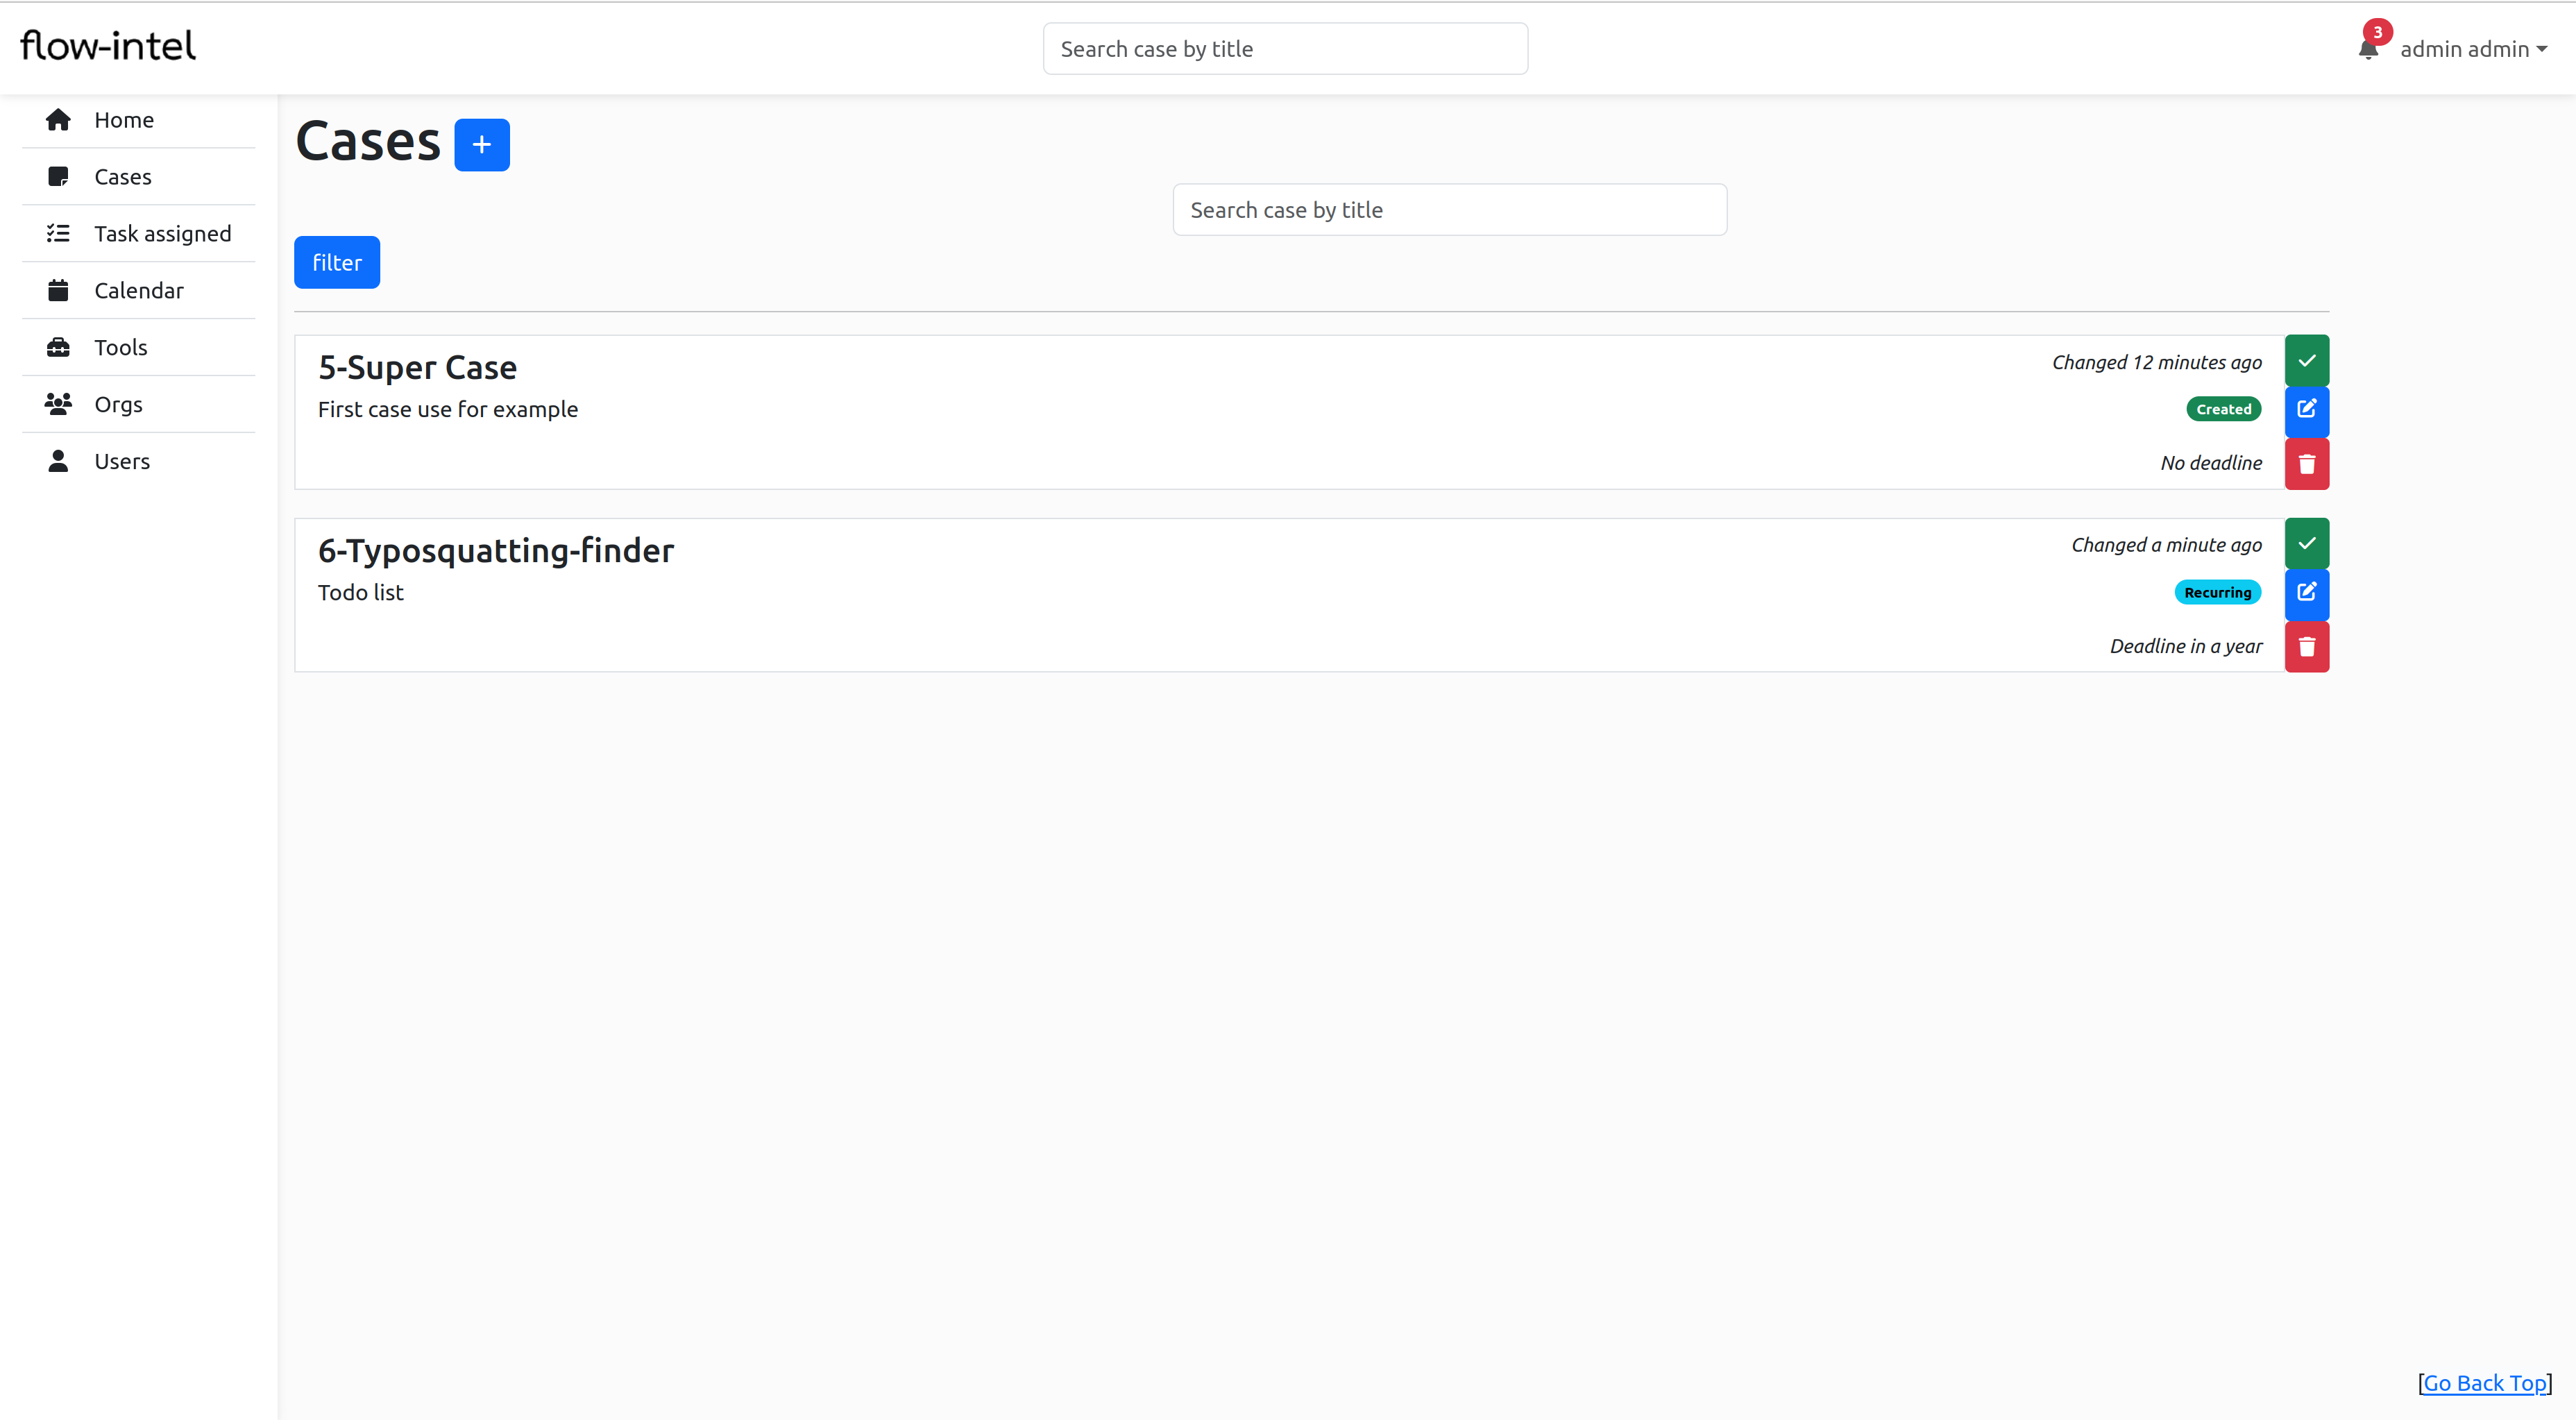 flow-intel
Search case by title
3
admin admin
Home
Cases
Task assigned
Calendar
Tools
Orgs
Users
Cases +
Search case by title
filter
5-Super Case
Changed 12 minutes ago
First case use for example
Created
No deadline
6-Typosquatting-finder
Changed a minute ago
Todo list
Recurring
Deadline in a year
[Go Back Top]